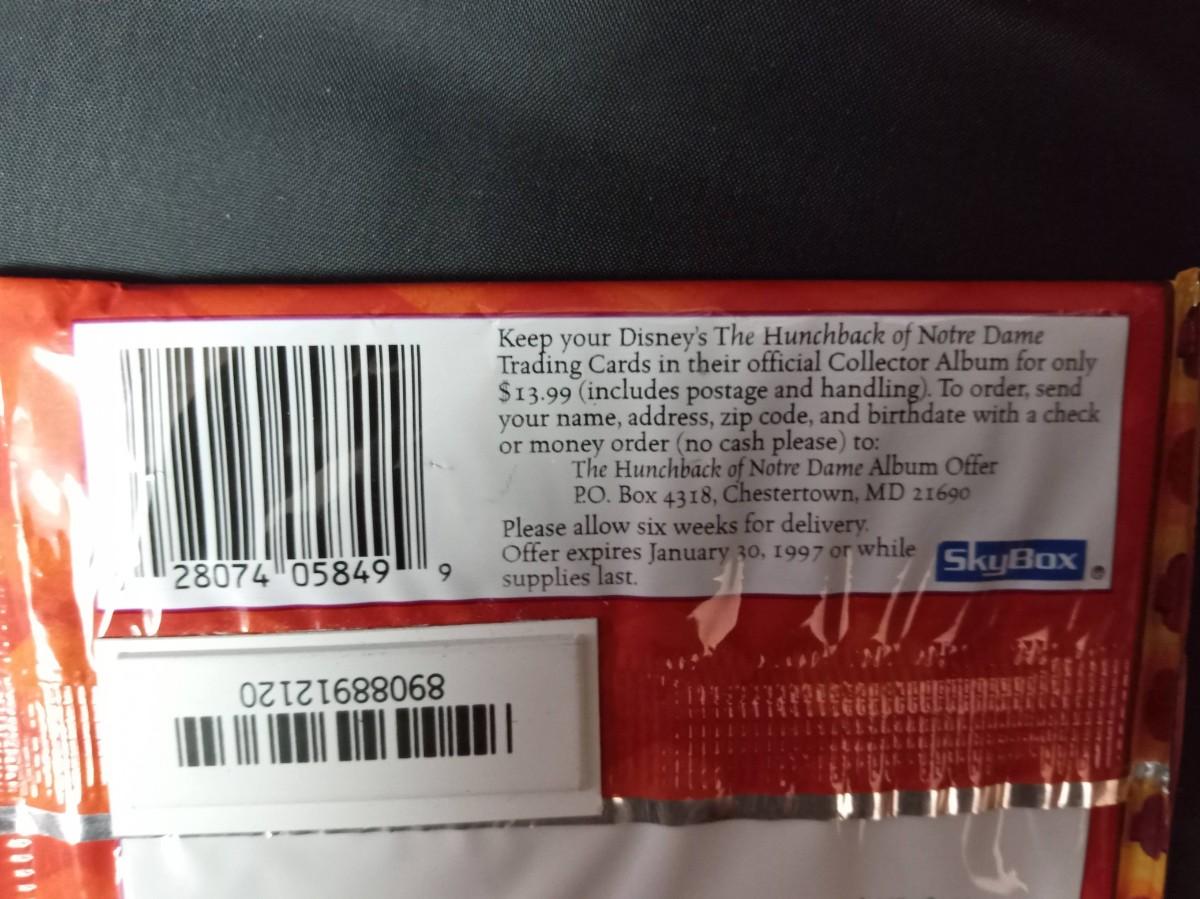 Keep your Disney's The Hunchback of Notre Dame
Trading Cards in their official Collector Album for only
$13.99 (includes postage and handling). To order, send
your name, address, zip code, and birthdate with a check
or money order (no cash please) to:
The Hunchback of Notre Dame Album Offer
P.O. Box 4318, Chestertown, MD 21690
Please allow six weeks for delivery.
Offer expires January 30, 1997 or while
supplies last.
SkyBox ®
28074 05849 9
8908891212120